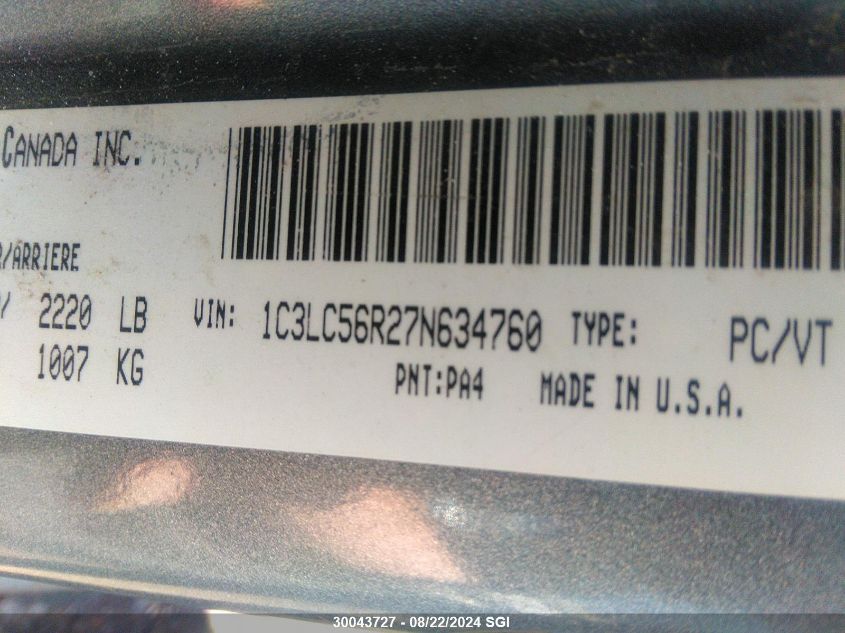 CANADA INC.
R/ARRIERE
2220 LB VIN: 1C3LC56R27N634760 TYPE: PC/VT
1007 KG PNT:PA4 MADE IN U.S.A.
30043727 - 08/22/2024 SGI